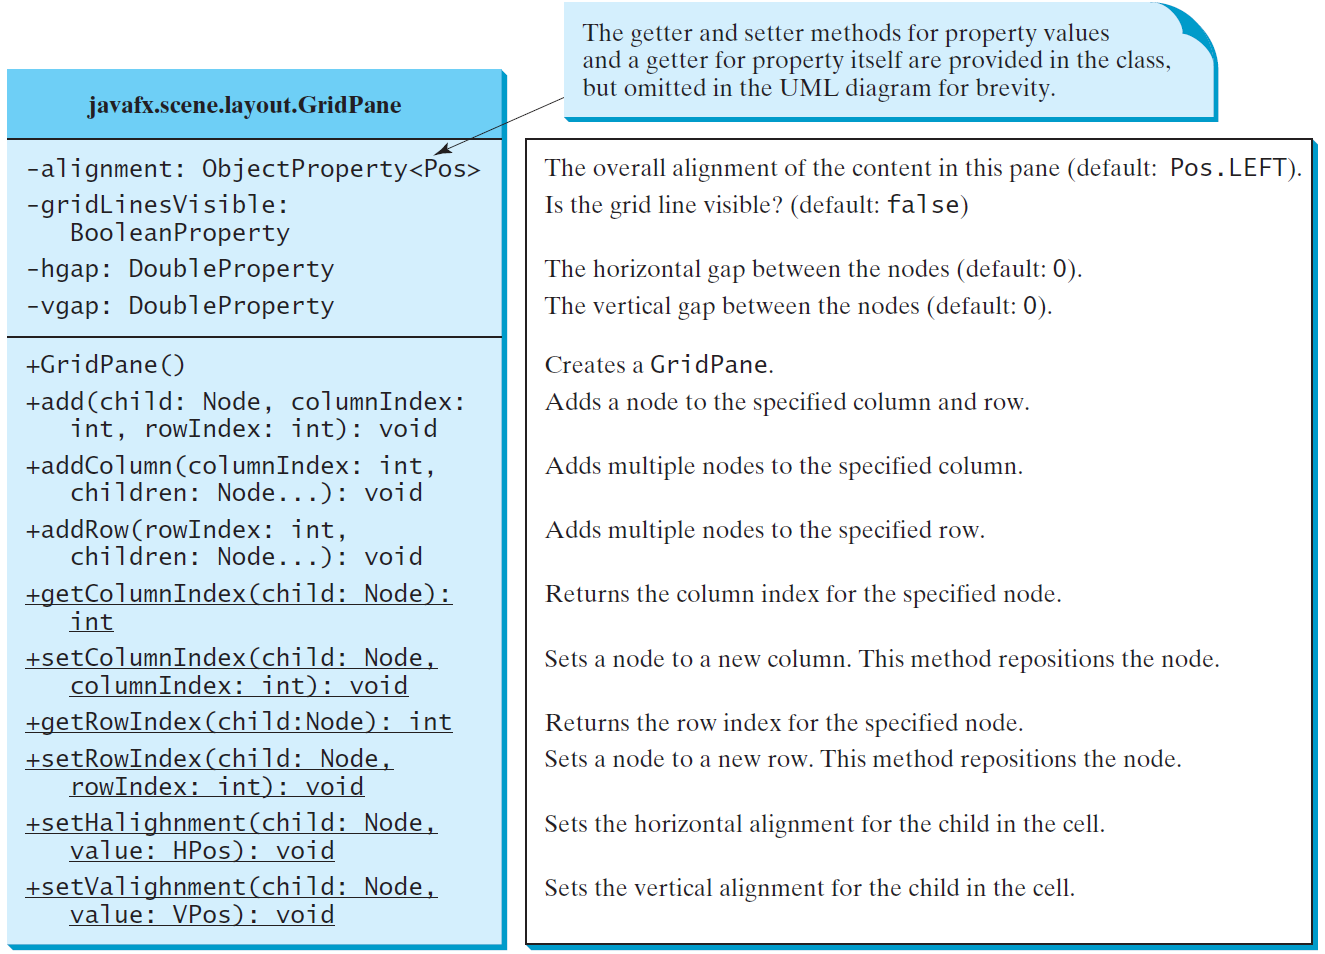 The getter and setter methods for property values
and a getter for property itself are provided in the class,
but omitted in the UML diagram for brevity.
javafx.scene.layout.GridPane
-alignment: ObjectProperty<Pos>
The overall alignment of the content in this pane (default: Pos.LEFT).
-gridLinesVisible:
BooleanProperty
Is the grid line visible? (default: false)
-hgap: DoubleProperty
The horizontal gap between the nodes (default: 0).
-vgap: DoubleProperty
The vertical gap between the nodes (default: 0).
+GridPane()
Creates a GridPane.
+add(child: Node, columnIndex:
int, rowIndex: int): void
Adds a node to the specified column and row.
+addColumn(columnIndex: int,
children: Node...): void
Adds multiple nodes to the specified column.
+addRow(rowIndex: int,
children: Node...): void
Adds multiple nodes to the specified row.
+getColumnIndex(child: Node):
int
Returns the column index for the specified node.
+setColumnIndex(child: Node,
columnIndex: int): void
Sets a node to a new column. This method repositions the node.
+getRowIndex(child:Node): int
Returns the row index for the specified node.
+setRowIndex(child: Node,
rowIndex: int): void
Sets a node to a new row. This method repositions the node.
+setHalighnment(child: Node,
value: HPos): void
Sets the horizontal alignment for the child in the cell.
+setValighnment(child: Node,
value: VPos): void
Sets the vertical alignment for the child in the cell.